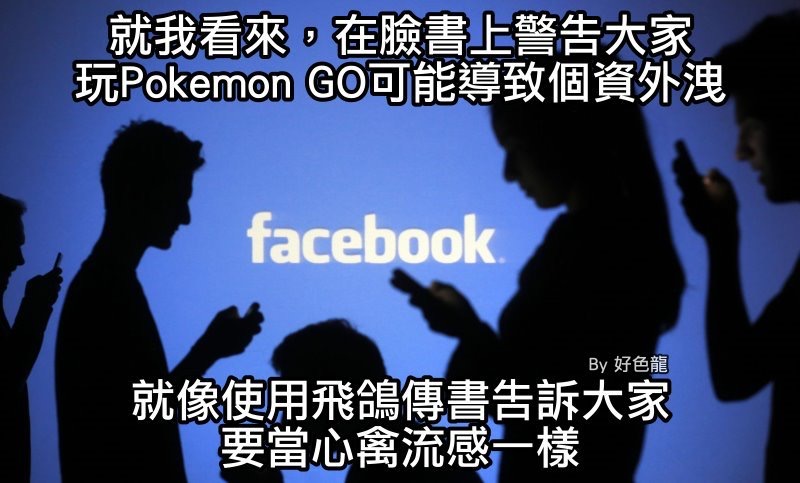 就我看來，在臉書上警告大家
玩Pokemon GO可能導致個資外洩
facebook
By 好色龍
就像使用飛鴿傳書告訴大家
要當心禽流感一樣